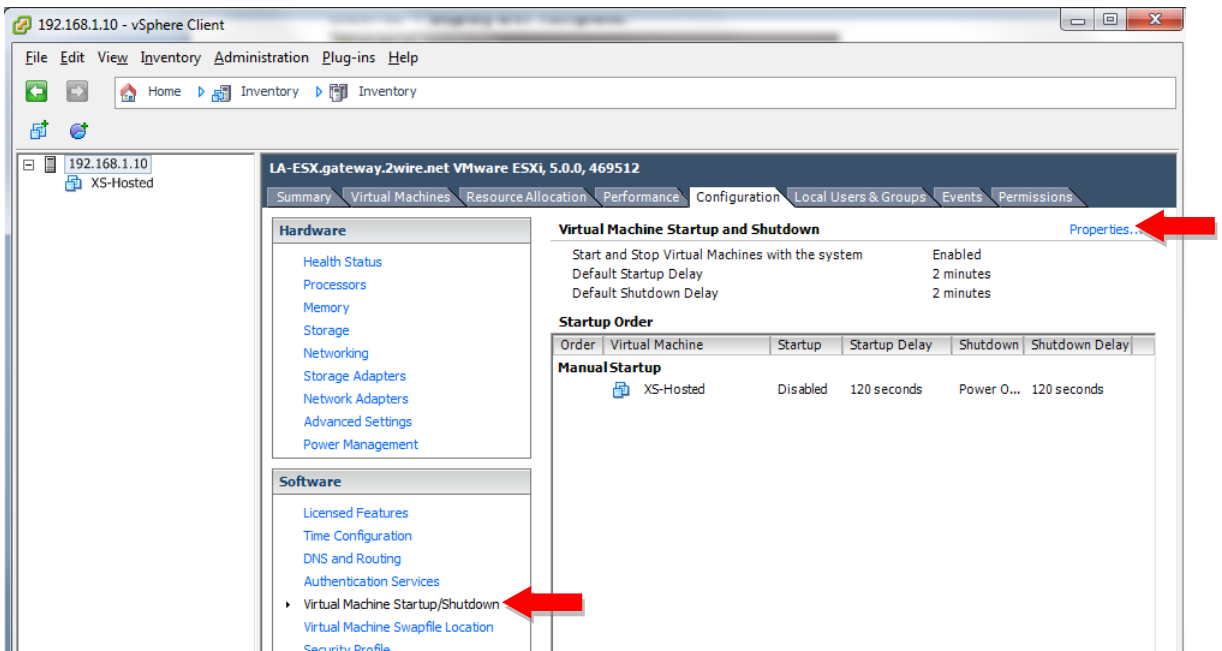 192.168.1.10 - vSphere Client
File Edit View Inventory Administration Plug-ins Help
Home Inventory Inventory
192.168.1.10
XS-Hosted
LA-ESX.gateway.2wire.net VMware ESXi, 5.0.0, 469512
Summary Virtual Machines Resource Allocation Performance Configuration Local Users & Groups Events Permissions
Hardware
Health Status
Processors
Memory
Storage
Networking
Storage Adapters
Network Adapters
Advanced Settings
Power Management
Software
Licensed Features
Time Configuration
DNS and Routing
Authentication Services
Virtual Machine Startup/Shutdown
Virtual Machine Swapfile Location
Security Profile
Virtual Machine Startup and Shutdown Properties...
Start and Stop Virtual Machines with the system Enabled
Default Startup Delay 2 minutes
Default Shutdown Delay 2 minutes
Startup Order
Order Virtual Machine Startup Startup Delay Shutdown Shutdown Delay
Manual Startup
XS-Hosted Disabled 120 seconds Power O... 120 seconds